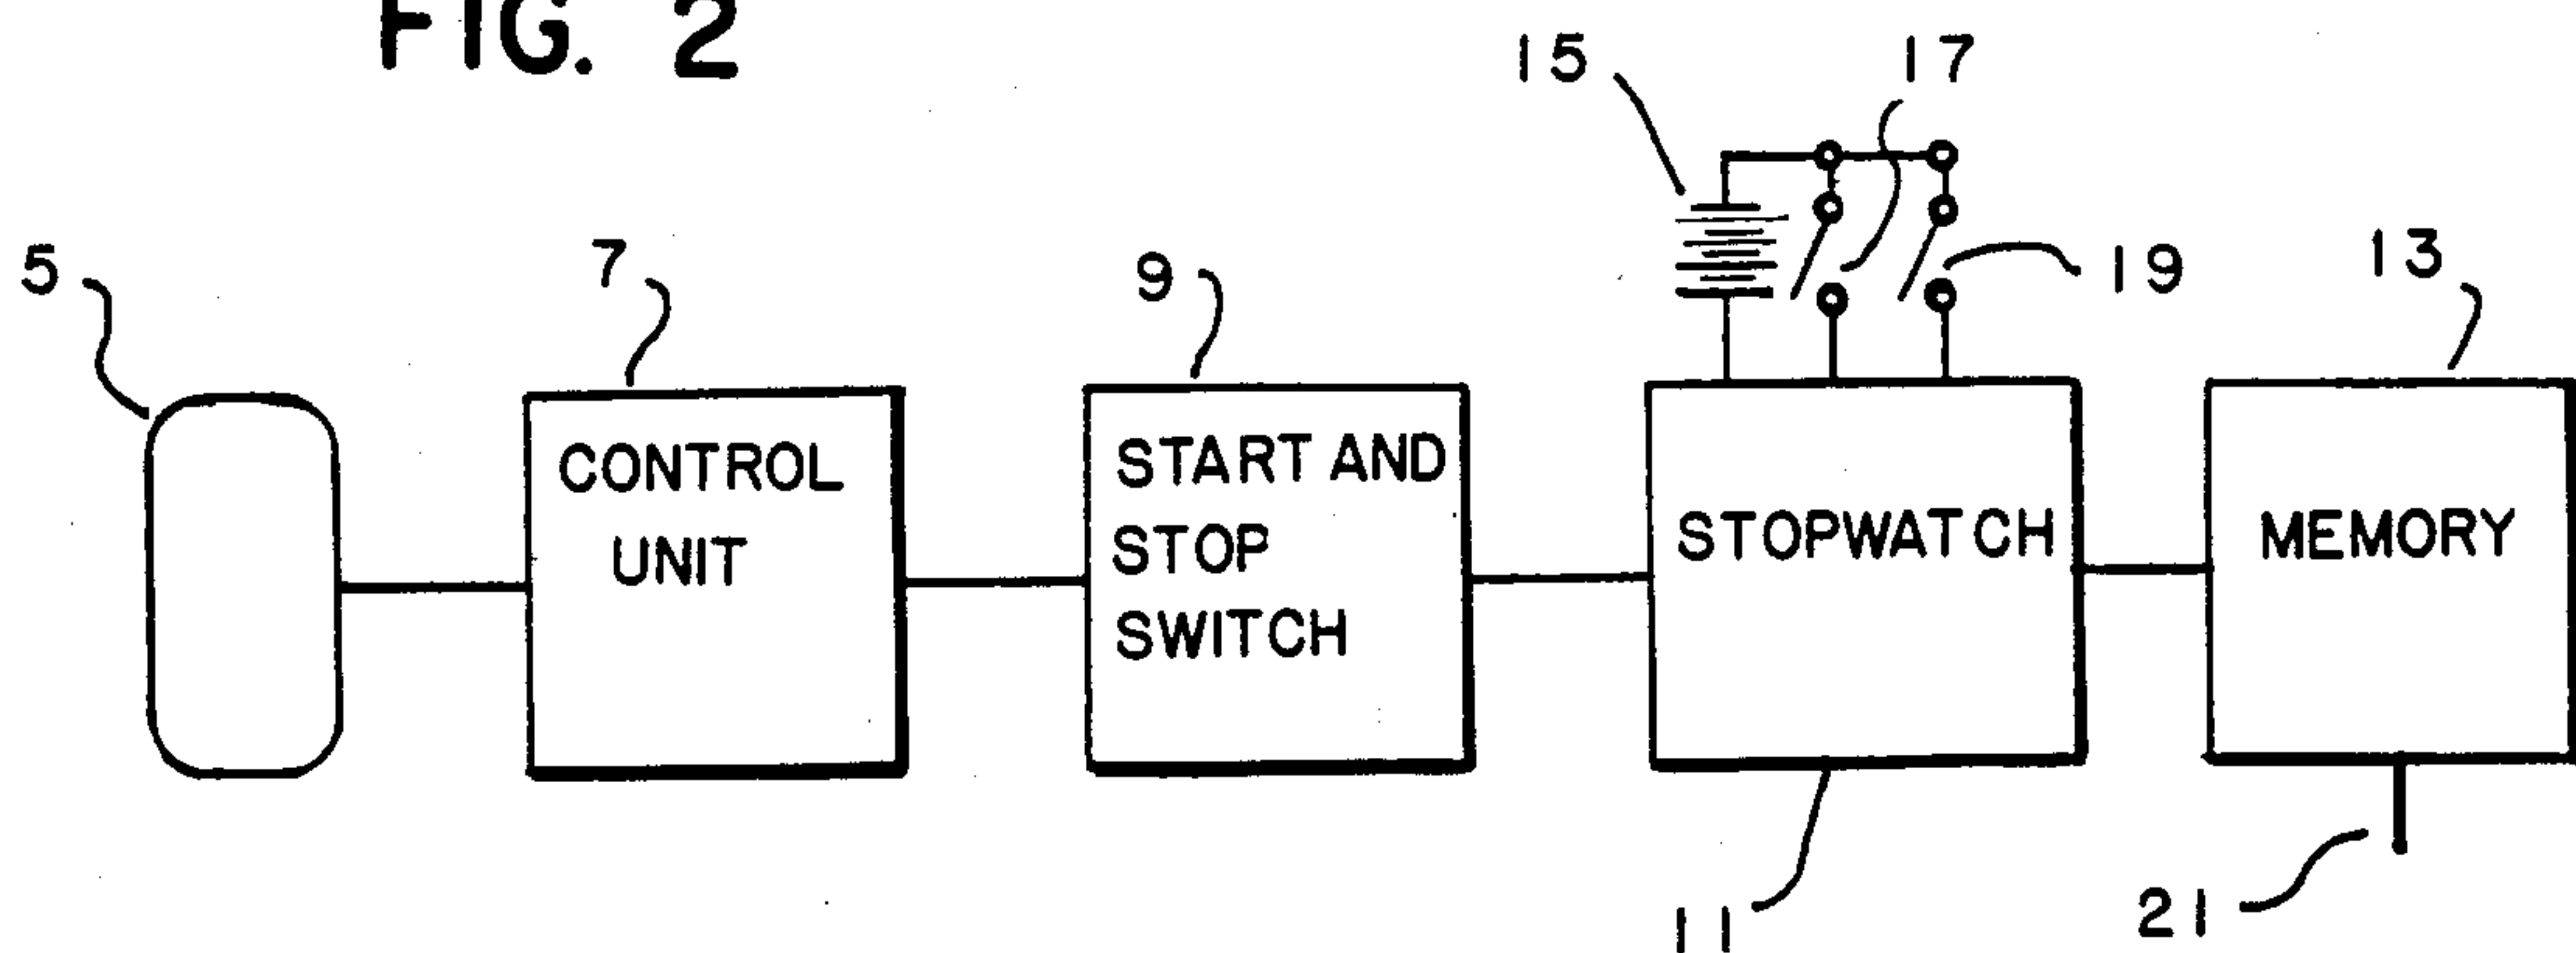 FIG. 2
15
17
5
7
9
19
13
CONTROL
UNIT
START AND
STOP
SWITCH
STOPWATCH
MEMORY
11
21